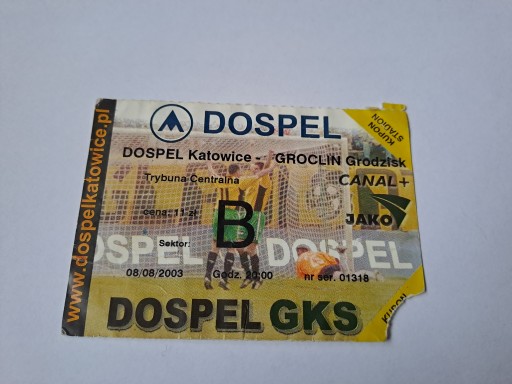 www.dospelkatowice.pl
DOSPEL
KUPON
STADION
DOSPEL Katowice - GROCLIN Grodzisk
Trybuna Centralna
CANAL+
cena: 11 zł
JAKO
Sektor:
B
DOSPEL DOSPEL
08/08/2003 Godz. 20:00 nr ser. 01318
DOSPEL GKS
KUPON